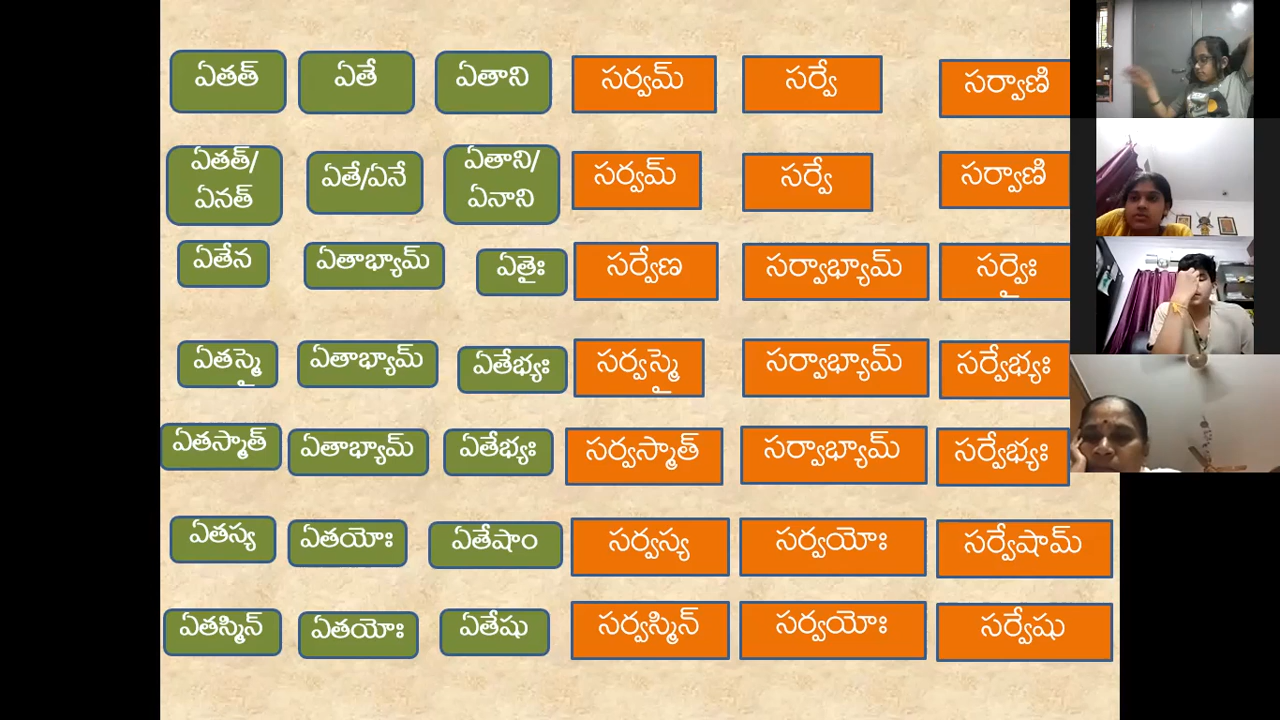 ఏతత్ ఏతే ఏతాని సర్వమ్ సర్వే సర్వాణి
ఏతత్/ ఏనత్ ఏతే/ఏనే ఏతాని/ ఏనాని సర్వమ్ సర్వే సర్వాణి
ఏతేన ఏతాభ్యామ్ ఏతైః సర్వేణ సర్వాభ్యామ్ సర్వైః
ఏతస్మై ఏతాభ్యామ్ ఏతేభ్యః సర్వస్మై సర్వాభ్యామ్ సర్వేభ్యః
ఏతస్మాత్ ఏతాభ్యామ్ ఏతేభ్యః సర్వస్మాత్ సర్వాభ్యామ్ సర్వేభ్యః
ఏతస్య ఏతయోః ఏతేషాం సర్వస్య సర్వయోః సర్వేషామ్
ఏతస్మిన్ ఏతయోః ఏతేషు సర్వస్మిన్ సర్వయోః సర్వేషు